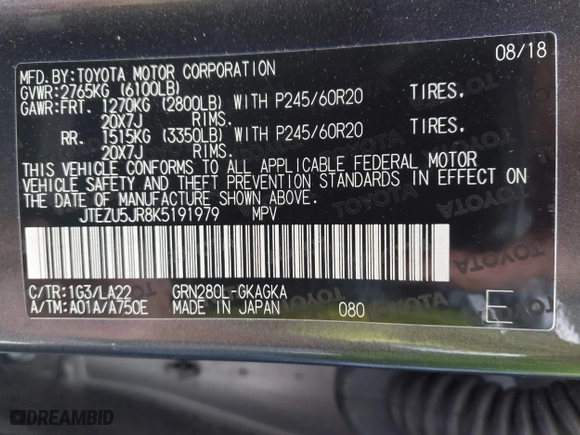 08/18
MFD.BY:TOYOTA MOTOR CORPORATION
GVWR:2765KG (6100LB)
GAWR:FRT. 1270KG (2800LB) WITH P245/60R20 TIRES.
20X7J RIMS.
RR. 1515KG (3350LB) WITH P245/60R20 TIRES.
20X7J RIMS.
THIS VEHICLE CONFORMS TO ALL APPLICABLE FEDERAL MOTOR
VEHICLE SAFETY AND THEFT PREVENTION STANDARDS IN EFFECT ON
THE DATE OF MANUFACTURE SHOWN ABOVE.
JTEZU5JR8K5191979 MPV
C/TR:1G3/LA22 GRN280L-GKAGKA
A/TM:A01A/A750E MADE IN JAPAN 080 E
DREAMBID